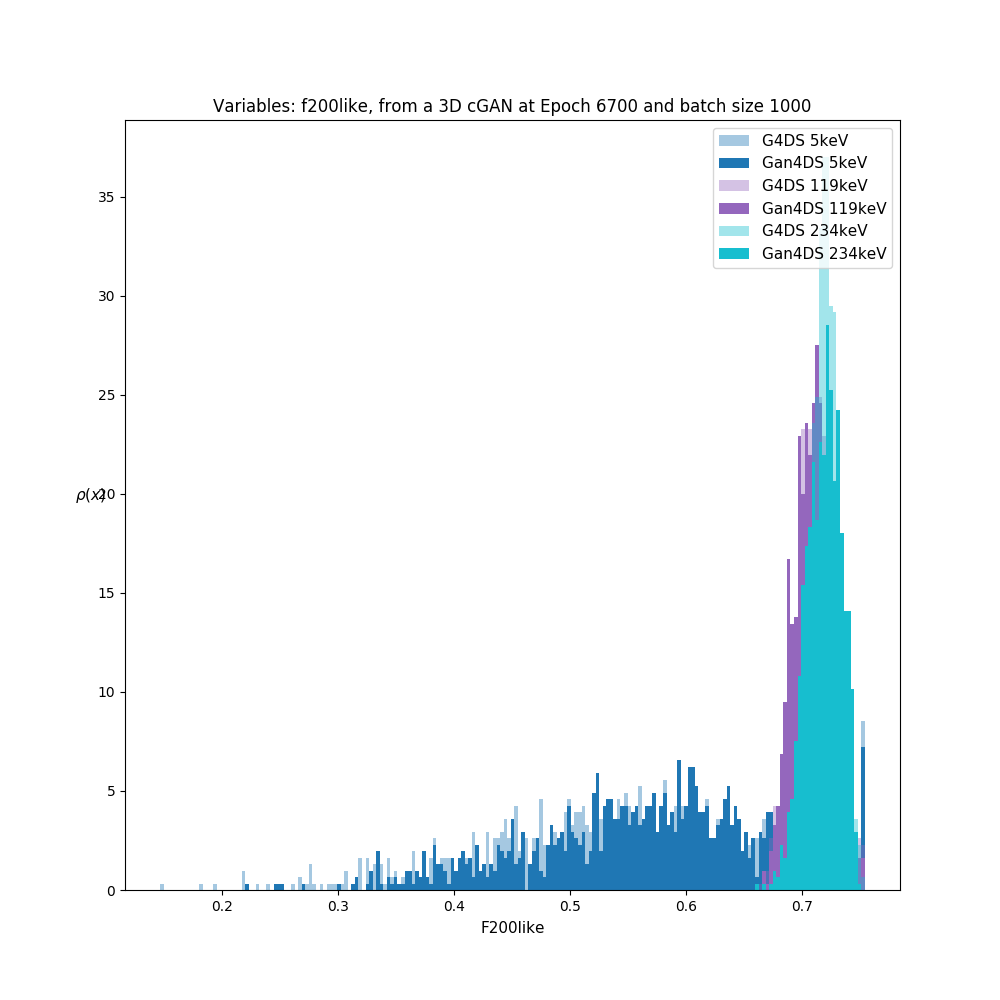 Variables: f200like, from a 3D cGAN at Epoch 6700 and batch size 1000
G4DS 5keV
Gan4DS 5keV
G4DS 119keV
Gan4DS 119keV
G4DS 234keV
Gan4DS 234keV
35
30
25
ρ(x)
20
15
10
5
0
0.2 0.3 0.4 0.5 0.6 0.7
F200like